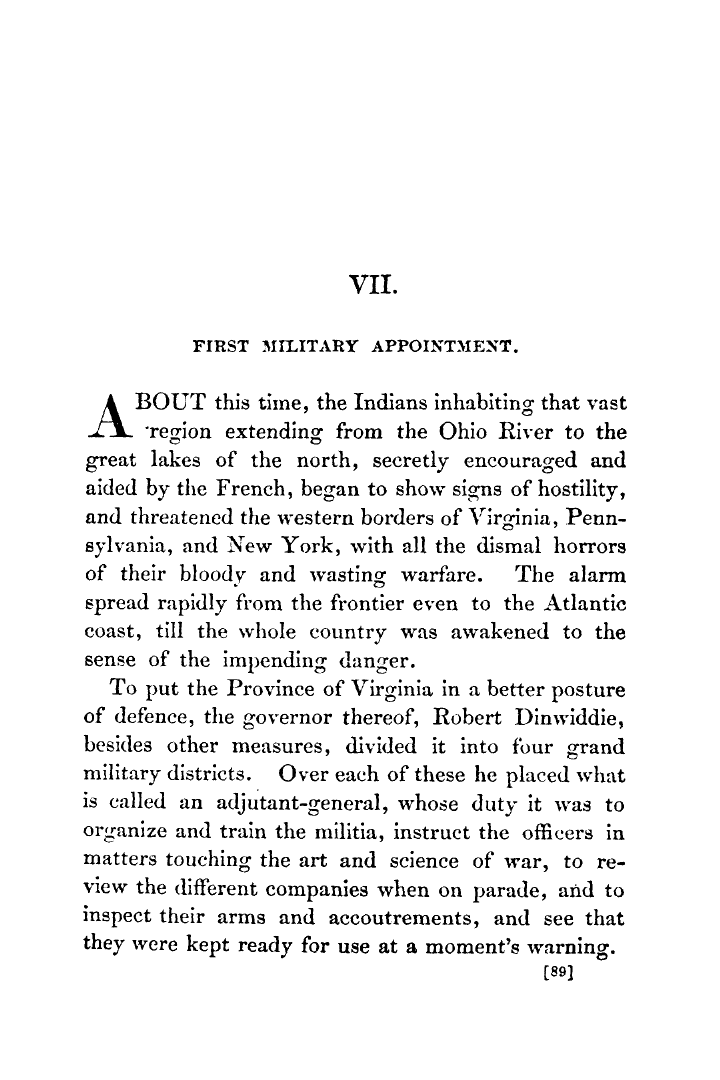 VII.
FIRST MILITARY APPOINTMENT.
ABOUT this time, the Indians inhabiting that vast
region extending from the Ohio River to the
great lakes of the north, secretly encouraged and
aided by the French, began to show signs of hostility,
and threatened the western borders of Virginia, Penn-
sylvania, and New York, with all the dismal horrors
of their bloody and wasting warfare. The alarm
spread rapidly from the frontier even to the Atlantic
coast, till the whole country was awakened to the
sense of the impending danger.
To put the Province of Virginia in a better posture
of defence, the governor thereof, Robert Dinwiddie,
besides other measures, divided it into four grand
military districts. Over each of these he placed what
is called an adjutant-general, whose duty it was to
organize and train the militia, instruct the officers in
matters touching the art and science of war, to re-
view the different companies when on parade, and to
inspect their arms and accoutrements, and see that
they were kept ready for use at a moment's warning.
[89]